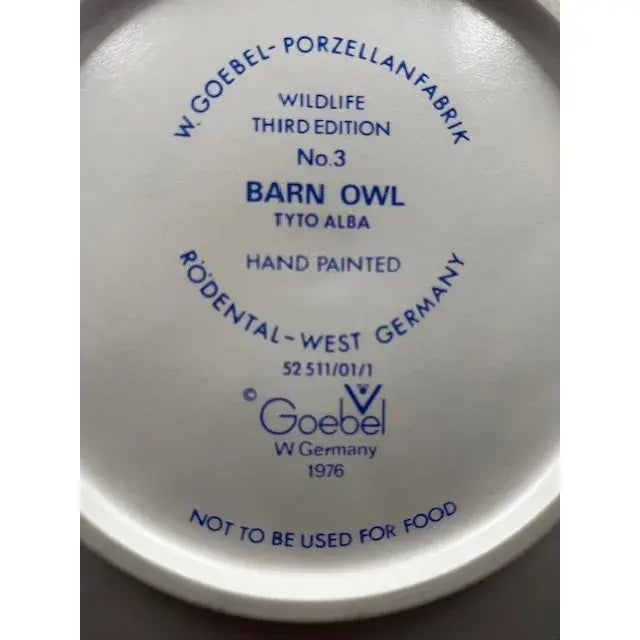 W. GOEBEL-PORZELLANFABRIK
WILDLIFE
THIRD EDITION
No.3
BARN OWL
TYTO ALBA
HAND PAINTED
RÖDENTAL-WEST GERMANY
52 511/01/1
© Goebel
W Germany
1976
NOT TO BE USED FOR FOOD